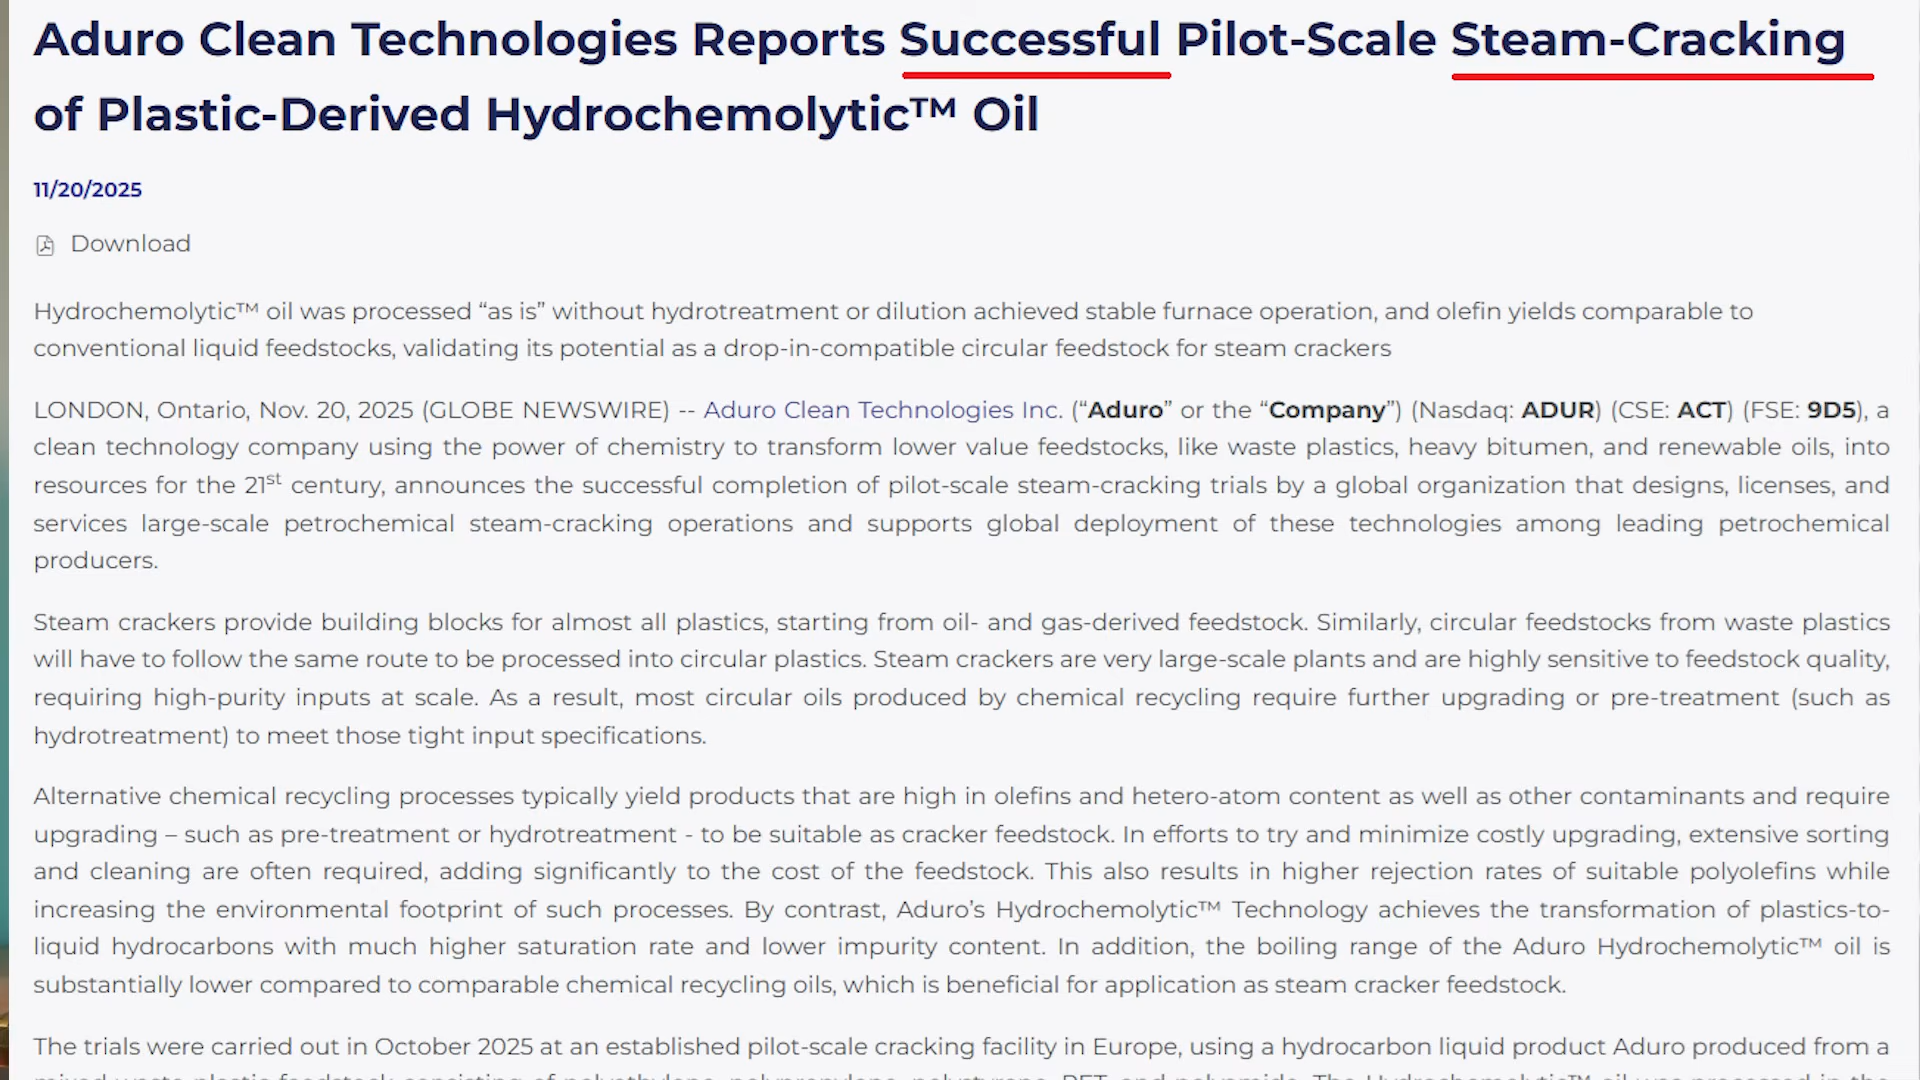 Aduro Clean Technologies Reports Successful Pilot-Scale Steam-Cracking
of Plastic-Derived Hydrochemolytic™ Oil
11/20/2025
Download
Hydrochemolytic™ oil was processed “as is” without hydrotreatment or dilution achieved stable furnace operation, and olefin yields comparable to
conventional liquid feedstocks, validating its potential as a drop-in-compatible circular feedstock for steam crackers
LONDON, Ontario, Nov. 20, 2025 (GLOBE NEWSWIRE) -- Aduro Clean Technologies Inc. (“Aduro” or the “Company”) (Nasdaq: ADUR) (CSE: ACT) (FSE: 9D5), a
clean technology company using the power of chemistry to transform lower value feedstocks, like waste plastics, heavy bitumen, and renewable oils, into
resources for the 21st century, announces the successful completion of pilot-scale steam-cracking trials by a global organization that designs, licenses, and
services large-scale petrochemical steam-cracking operations and supports global deployment of these technologies among leading petrochemical
producers.
Steam crackers provide building blocks for almost all plastics, starting from oil- and gas-derived feedstock. Similarly, circular feedstocks from waste plastics
will have to follow the same route to be processed into circular plastics. Steam crackers are very large-scale plants and are highly sensitive to feedstock quality,
requiring high-purity inputs at scale. As a result, most circular oils produced by chemical recycling require further upgrading or pre-treatment (such as
hydrotreatment) to meet those tight input specifications.
Alternative chemical recycling processes typically yield products that are high in olefins and hetero-atom content as well as other contaminants and require
upgrading – such as pre-treatment or hydrotreatment - to be suitable as cracker feedstock. In efforts to try and minimize costly upgrading, extensive sorting
and cleaning are often required, adding significantly to the cost of the feedstock. This also results in higher rejection rates of suitable polyolefins while
increasing the environmental footprint of such processes. By contrast, Aduro’s Hydrochemolytic™ Technology achieves the transformation of plastics-to-
liquid hydrocarbons with much higher saturation rate and lower impurity content. In addition, the boiling range of the Aduro Hydrochemolytic™ oil is
substantially lower compared to comparable chemical recycling oils, which is beneficial for application as steam cracker feedstock.
The trials were carried out in October 2025 at an established pilot-scale cracking facility in Europe, using a hydrocarbon liquid product Aduro produced from a
mixed waste plastic feedstock consisting of polyethylene, polypropylene, polystyrene, PET, and polyamide. The Hydrochemolytic™ oil was processed in the